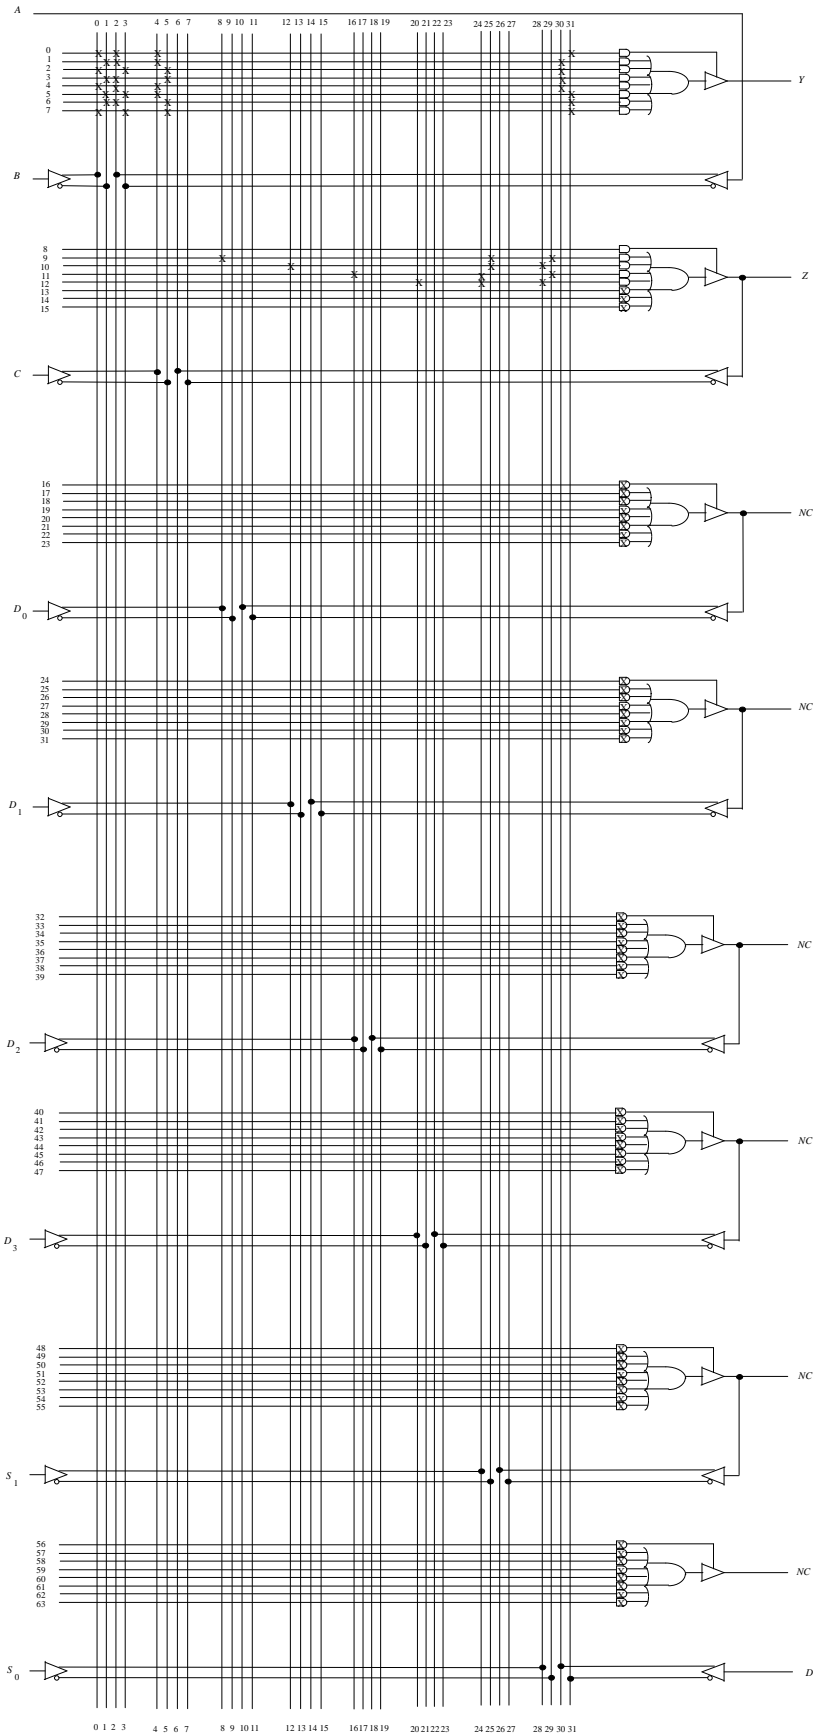 A
0 1 2 3 4 5 6 7 8 9 10 11 12 13 14 15 16 17 18 19 20 21 22 23 24 25 26 27 28 29 30 31
0 X X X X
1 X X X X
2 X X X X
3 X X X X
4 X X X X
5 X X X X
6 X X X X
7 X X X X
Y
B
8
9 X X X
10 X X X
11 X X X
12 X X X
13 X
14 X
15 X
Z
C
16 X
17 X
18 X
19 X
20 X
21 X
22 X
23 X
NC
D0
24 X
25 X
26 X
27 X
28 X
29 X
30 X
31 X
NC
D1
32 X
33 X
34 X
35 X
36 X
37 X
38 X
39 X
NC
D2
40 X
41 X
42 X
43 X
44 X
45 X
46 X
47 X
NC
D3
48 X
49 X
50 X
51 X
52 X
53 X
54 X
55 X
NC
S1
56 X
57 X
58 X
59 X
60 X
61 X
62 X
63 X
NC
S0 D
0 1 2 3 4 5 6 7 8 9 10 11 12 13 14 15 16 17 18 19 20 21 22 23 24 25 26 27 28 29 30 31